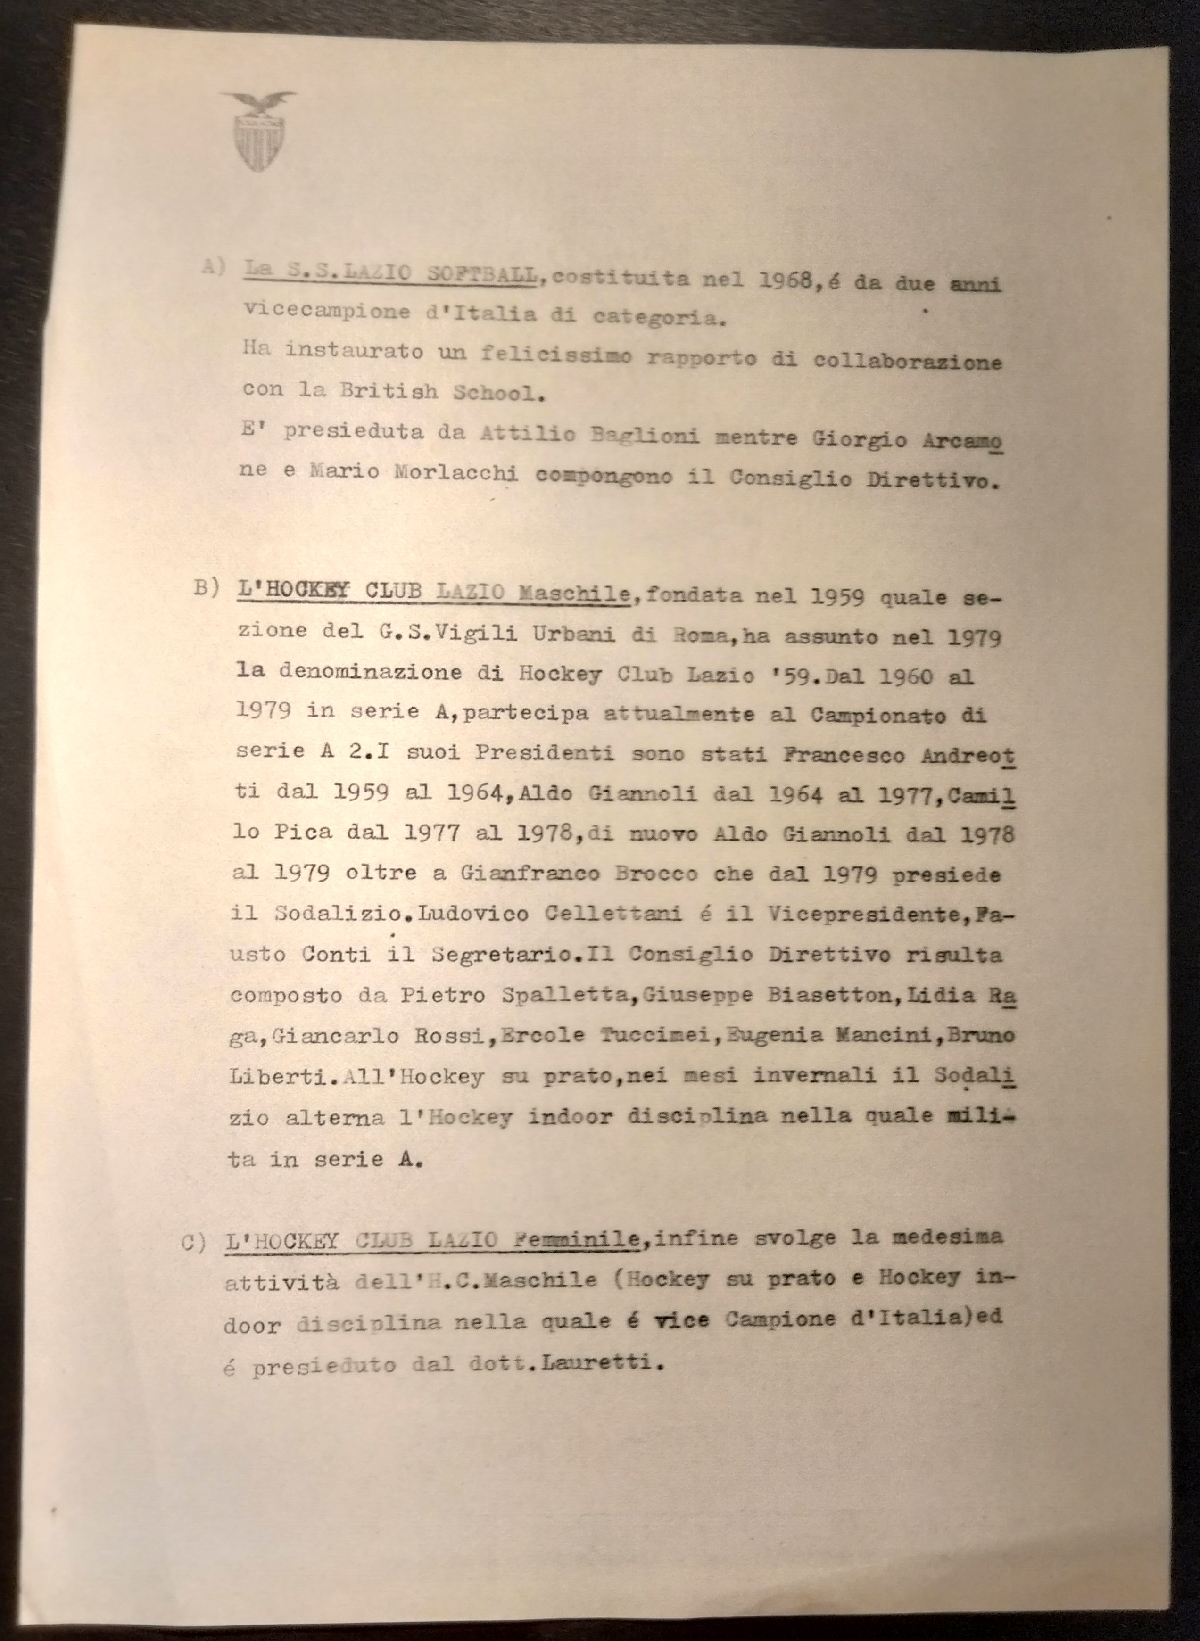 A) La S.S.LAZIO SOFTBALL,costituita nel 1968,é da due anni
vicecampione d'Italia di categoria.
Ha instaurato un felicissimo rapporto di collaborazione
con la British School.
E' presieduta da Attilio Baglioni mentre Giorgio Arcamo
ne e Mario Morlacchi compongono il Consiglio Direttivo.
B) L'HOCKEY CLUB LAZIO Maschile,fondata nel 1959 quale se-
zione del G.S.Vigili Urbani di Roma,ha assunto nel 1979
la denominazione di Hockey Club Lazio '59.Dal 1960 al
1979 in serie A,partecipa attualmente al Campionato di
serie A 2.I suoi Presidenti sono stati Francesco Andreot
ti dal 1959 al 1964,Aldo Giannoli dal 1964 al 1977,Camil
lo Pica dal 1977 al 1978,di nuovo Aldo Giannoli dal 1978
al 1979 oltre a Gianfranco Brocco che dal 1979 presiede
il Sodalizio.Ludovico Cellettani é il Vicepresidente,Fa-
usto Conti il Segretario.Il Consiglio Direttivo risulta
composto da Pietro Spalletta,Giuseppe Biasetton,Lidia Ra
ga,Giancarlo Rossi,Ercole Tuccimei,Eugenia Mancini,Bruno
Liberti.All'Hockey su prato,nei mesi invernali il Sodali
zio alterna l'Hockey indoor disciplina nella quale mili-
ta in serie A.
C) L'HOCKEY CLUB LAZIO Femminile,infine svolge la medesima
attività dell'H.C.Maschile (Hockey su prato e Hockey in-
door disciplina nella quale é vice Campione d'Italia)ed
é presieduto dal dott.Lauretti.